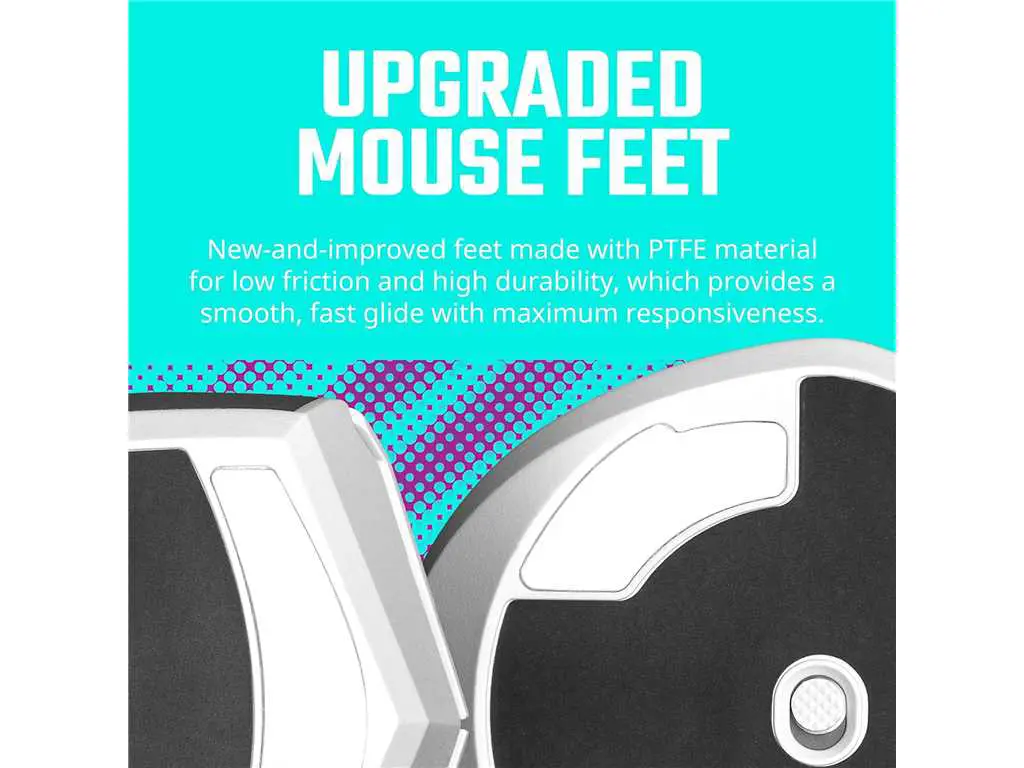 UPGRADED
MOUSE FEET
New-and-improved feet made with PTFE material
for low friction and high durability, which provides a
smooth, fast glide with maximum responsiveness.